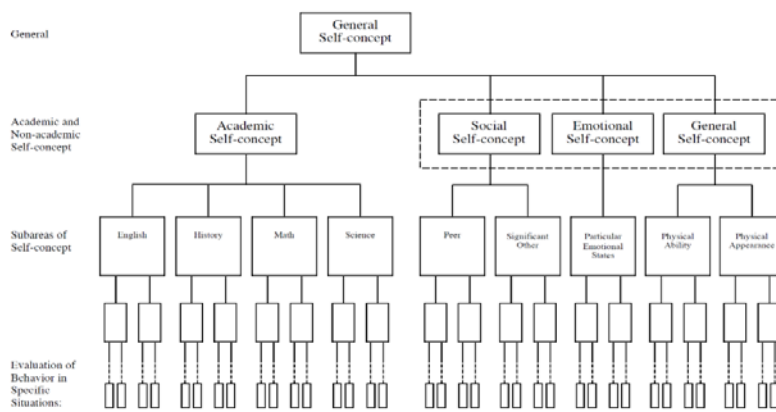 General
General
Self-concept
Academic and
Non-academic
Self-concept
Academic
Self-concept
Social
Self-concept
Emotional
Self-concept
General
Self-concept
Subareas of
Self-concept
English
History
Math
Science
Peer
Significant
Other
Particular
Emotional
States
Physical
Ability
Physical
Appearance
Evaluation of
Behavior in
Specific
Situations: